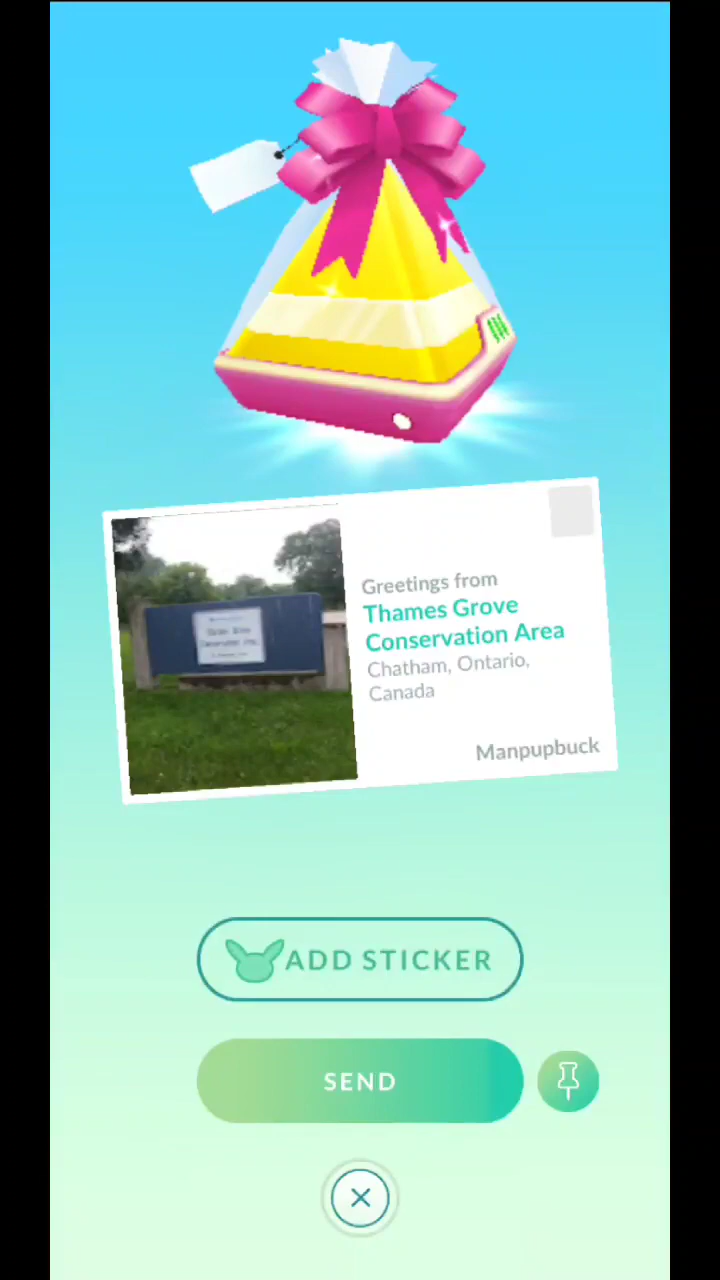 Greetings from
Thames Grove
Conservation Area
Chatham, Ontario,
Canada
Manpupbuck
ADD STICKER
SEND